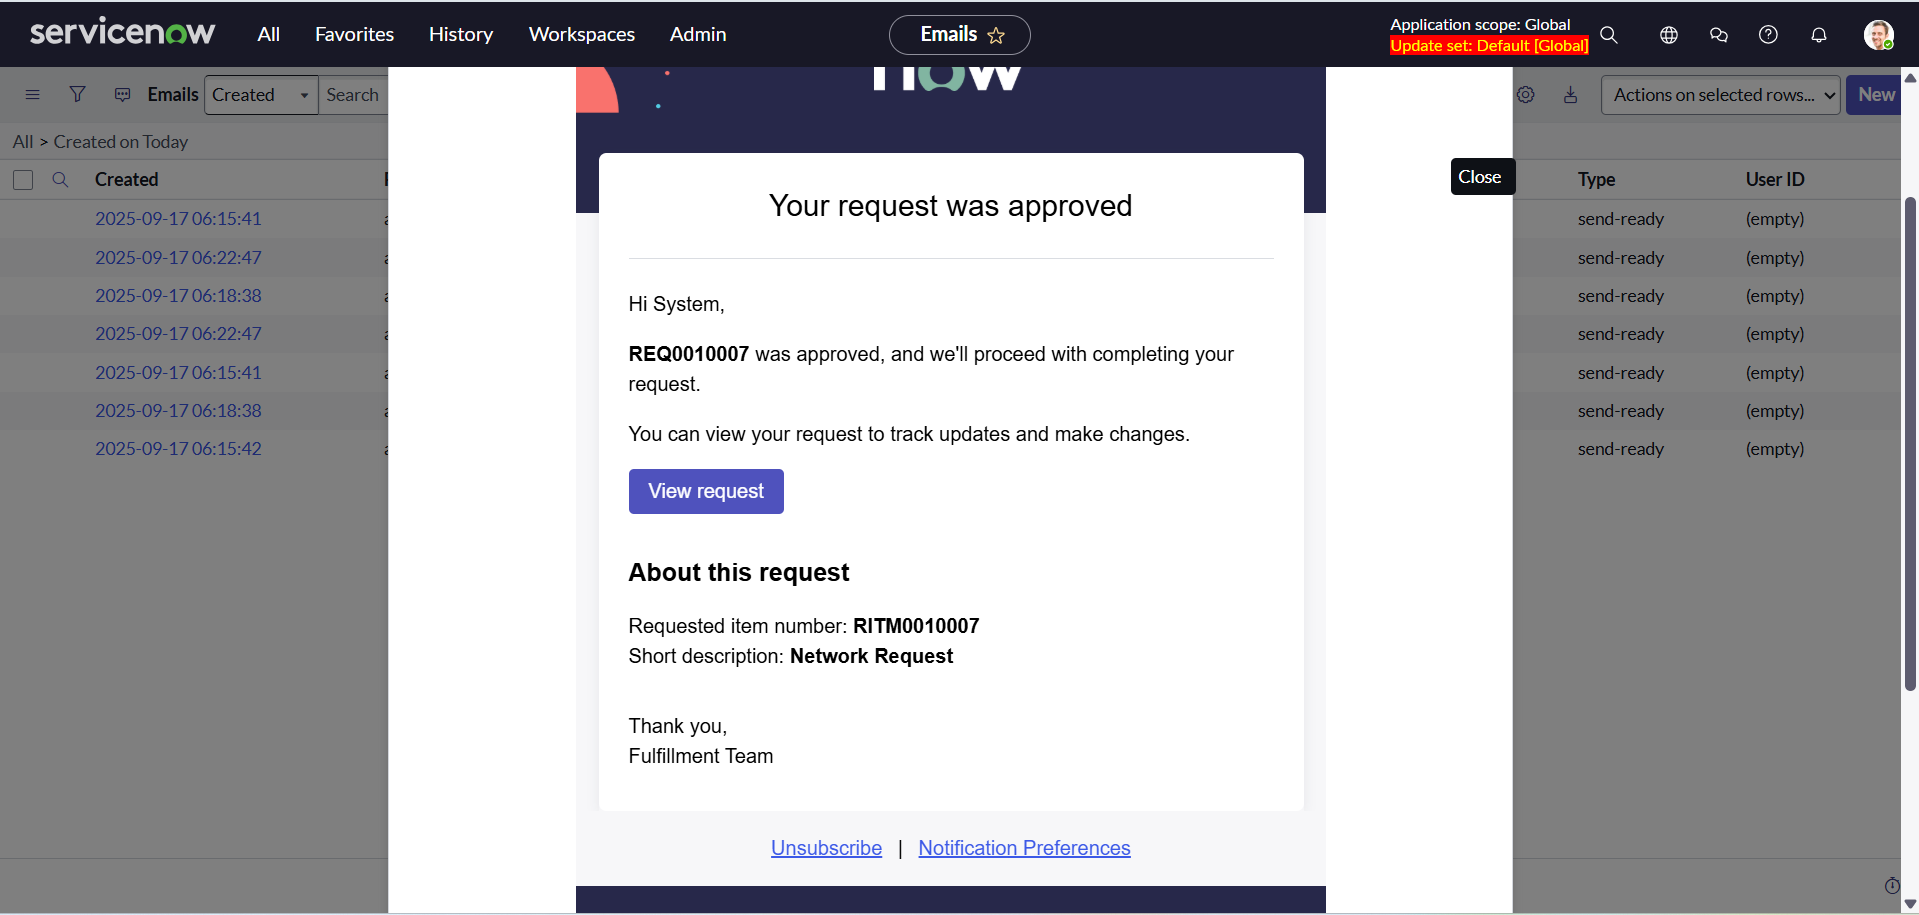 servicenow
All
Favorites
History
Workspaces
Admin
Emails
Application scope: Global
Update set: Default [Global]
Emails
Created
Search
Actions on selected rows...
New
now
All > Created on Today
Close
Created
Type
User ID
2025-09-17 06:15:41
send-ready
(empty)
2025-09-17 06:22:47
send-ready
(empty)
2025-09-17 06:18:38
send-ready
(empty)
2025-09-17 06:22:47
send-ready
(empty)
2025-09-17 06:15:41
send-ready
(empty)
2025-09-17 06:18:38
send-ready
(empty)
2025-09-17 06:15:42
send-ready
(empty)
Your request was approved
Hi System,
REQ0010007 was approved, and we'll proceed with completing your
request.
You can view your request to track updates and make changes.
View request
About this request
Requested item number: RITM0010007
Short description: Network Request
Thank you,
Fulfillment Team
Unsubscribe | Notification Preferences